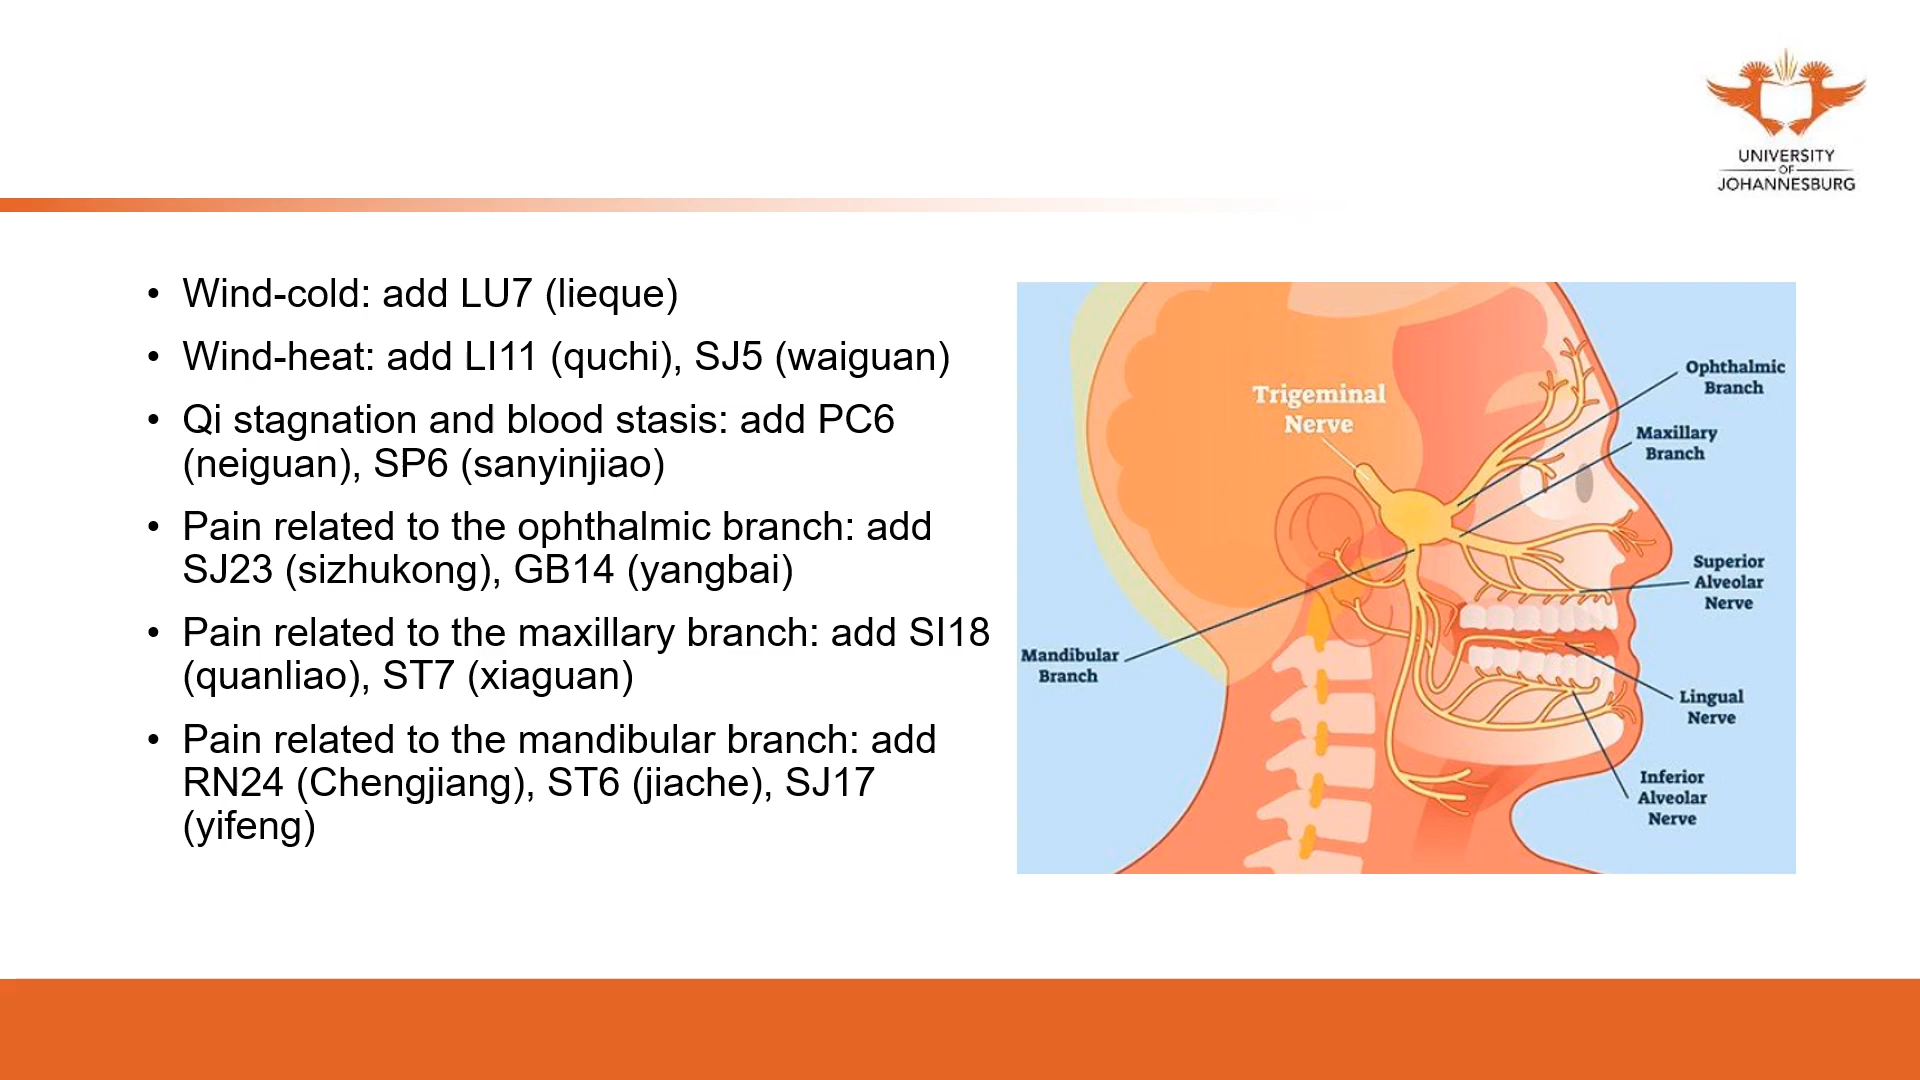 UNIVERSITY
OF
JOHANNESBURG
• Wind-cold: add LU7 (lieque)
• Wind-heat: add LI11 (quchi), SJ5 (waiguan)
• Qi stagnation and blood stasis: add PC6
(neiguan), SP6 (sanyinjiao)
• Pain related to the ophthalmic branch: add
SJ23 (sizhukong), GB14 (yangbai)
• Pain related to the maxillary branch: add SI18
(quanliao), ST7 (xiaguan)
• Pain related to the mandibular branch: add
RN24 (Chengjiang), ST6 (jiache), SJ17
(yifeng)
Trigeminal
Nerve
Ophthalmic
Branch
Maxillary
Branch
Superior
Alveolar
Nerve
Mandibular
Branch
Lingual
Nerve
Inferior
Alveolar
Nerve